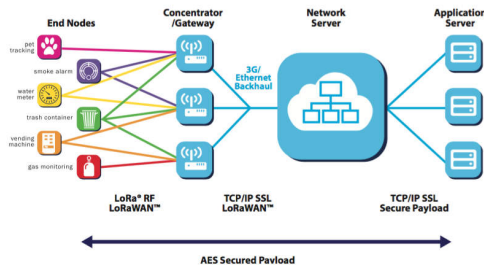 End Nodes
Concentrator
/Gateway
Network
Server
Application
Server
pet
tracking
smoke alarm
water
meter
trash container
vending
machine
gas monitoring
3G/
Ethernet
Backhaul
LoRa® RF
LoRaWAN™
TCP/IP SSL
LoRaWAN™
TCP/IP SSL
Secure Payload
AES Secured Payload